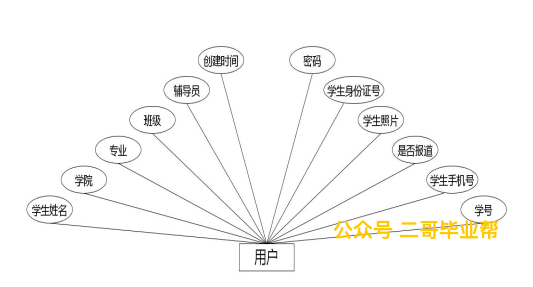 创建时间
密码
辅导员
学生身份证号
班级
学生照片
专业
是否报道
学院
学生手机号
学生姓名
学号
公众号 二哥毕业帮
用户